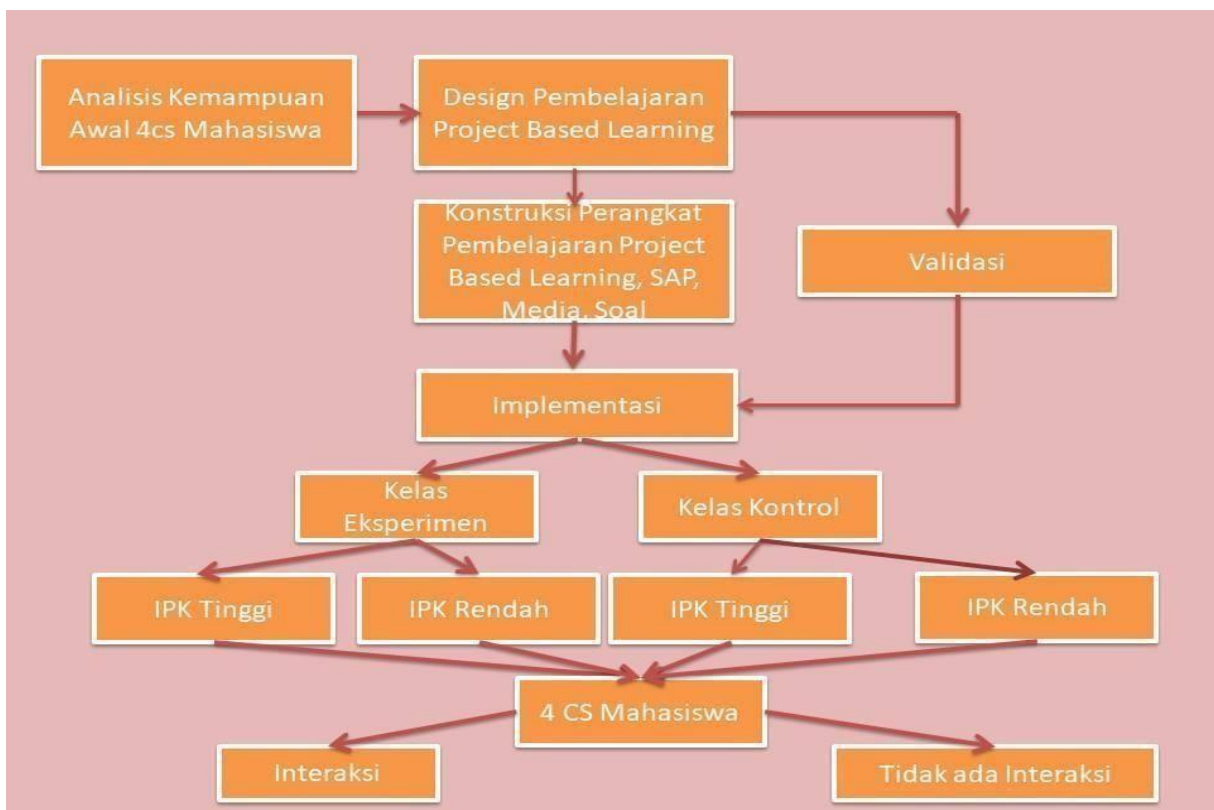 Analisis Kemampuan
Awal 4cs Mahasiswa
Design Pembelajaran
Project Based Learning
Konstruksi Perangkat
Pembelajaran Project
Based Learning, SAP,
Media, Soal
Validasi
Implementasi
Kelas
Eksperimen
Kelas Kontrol
IPK Tinggi
IPK Rendah
IPK Tinggi
IPK Rendah
4 CS Mahasiswa
Interaksi
Tidak ada Interaksi